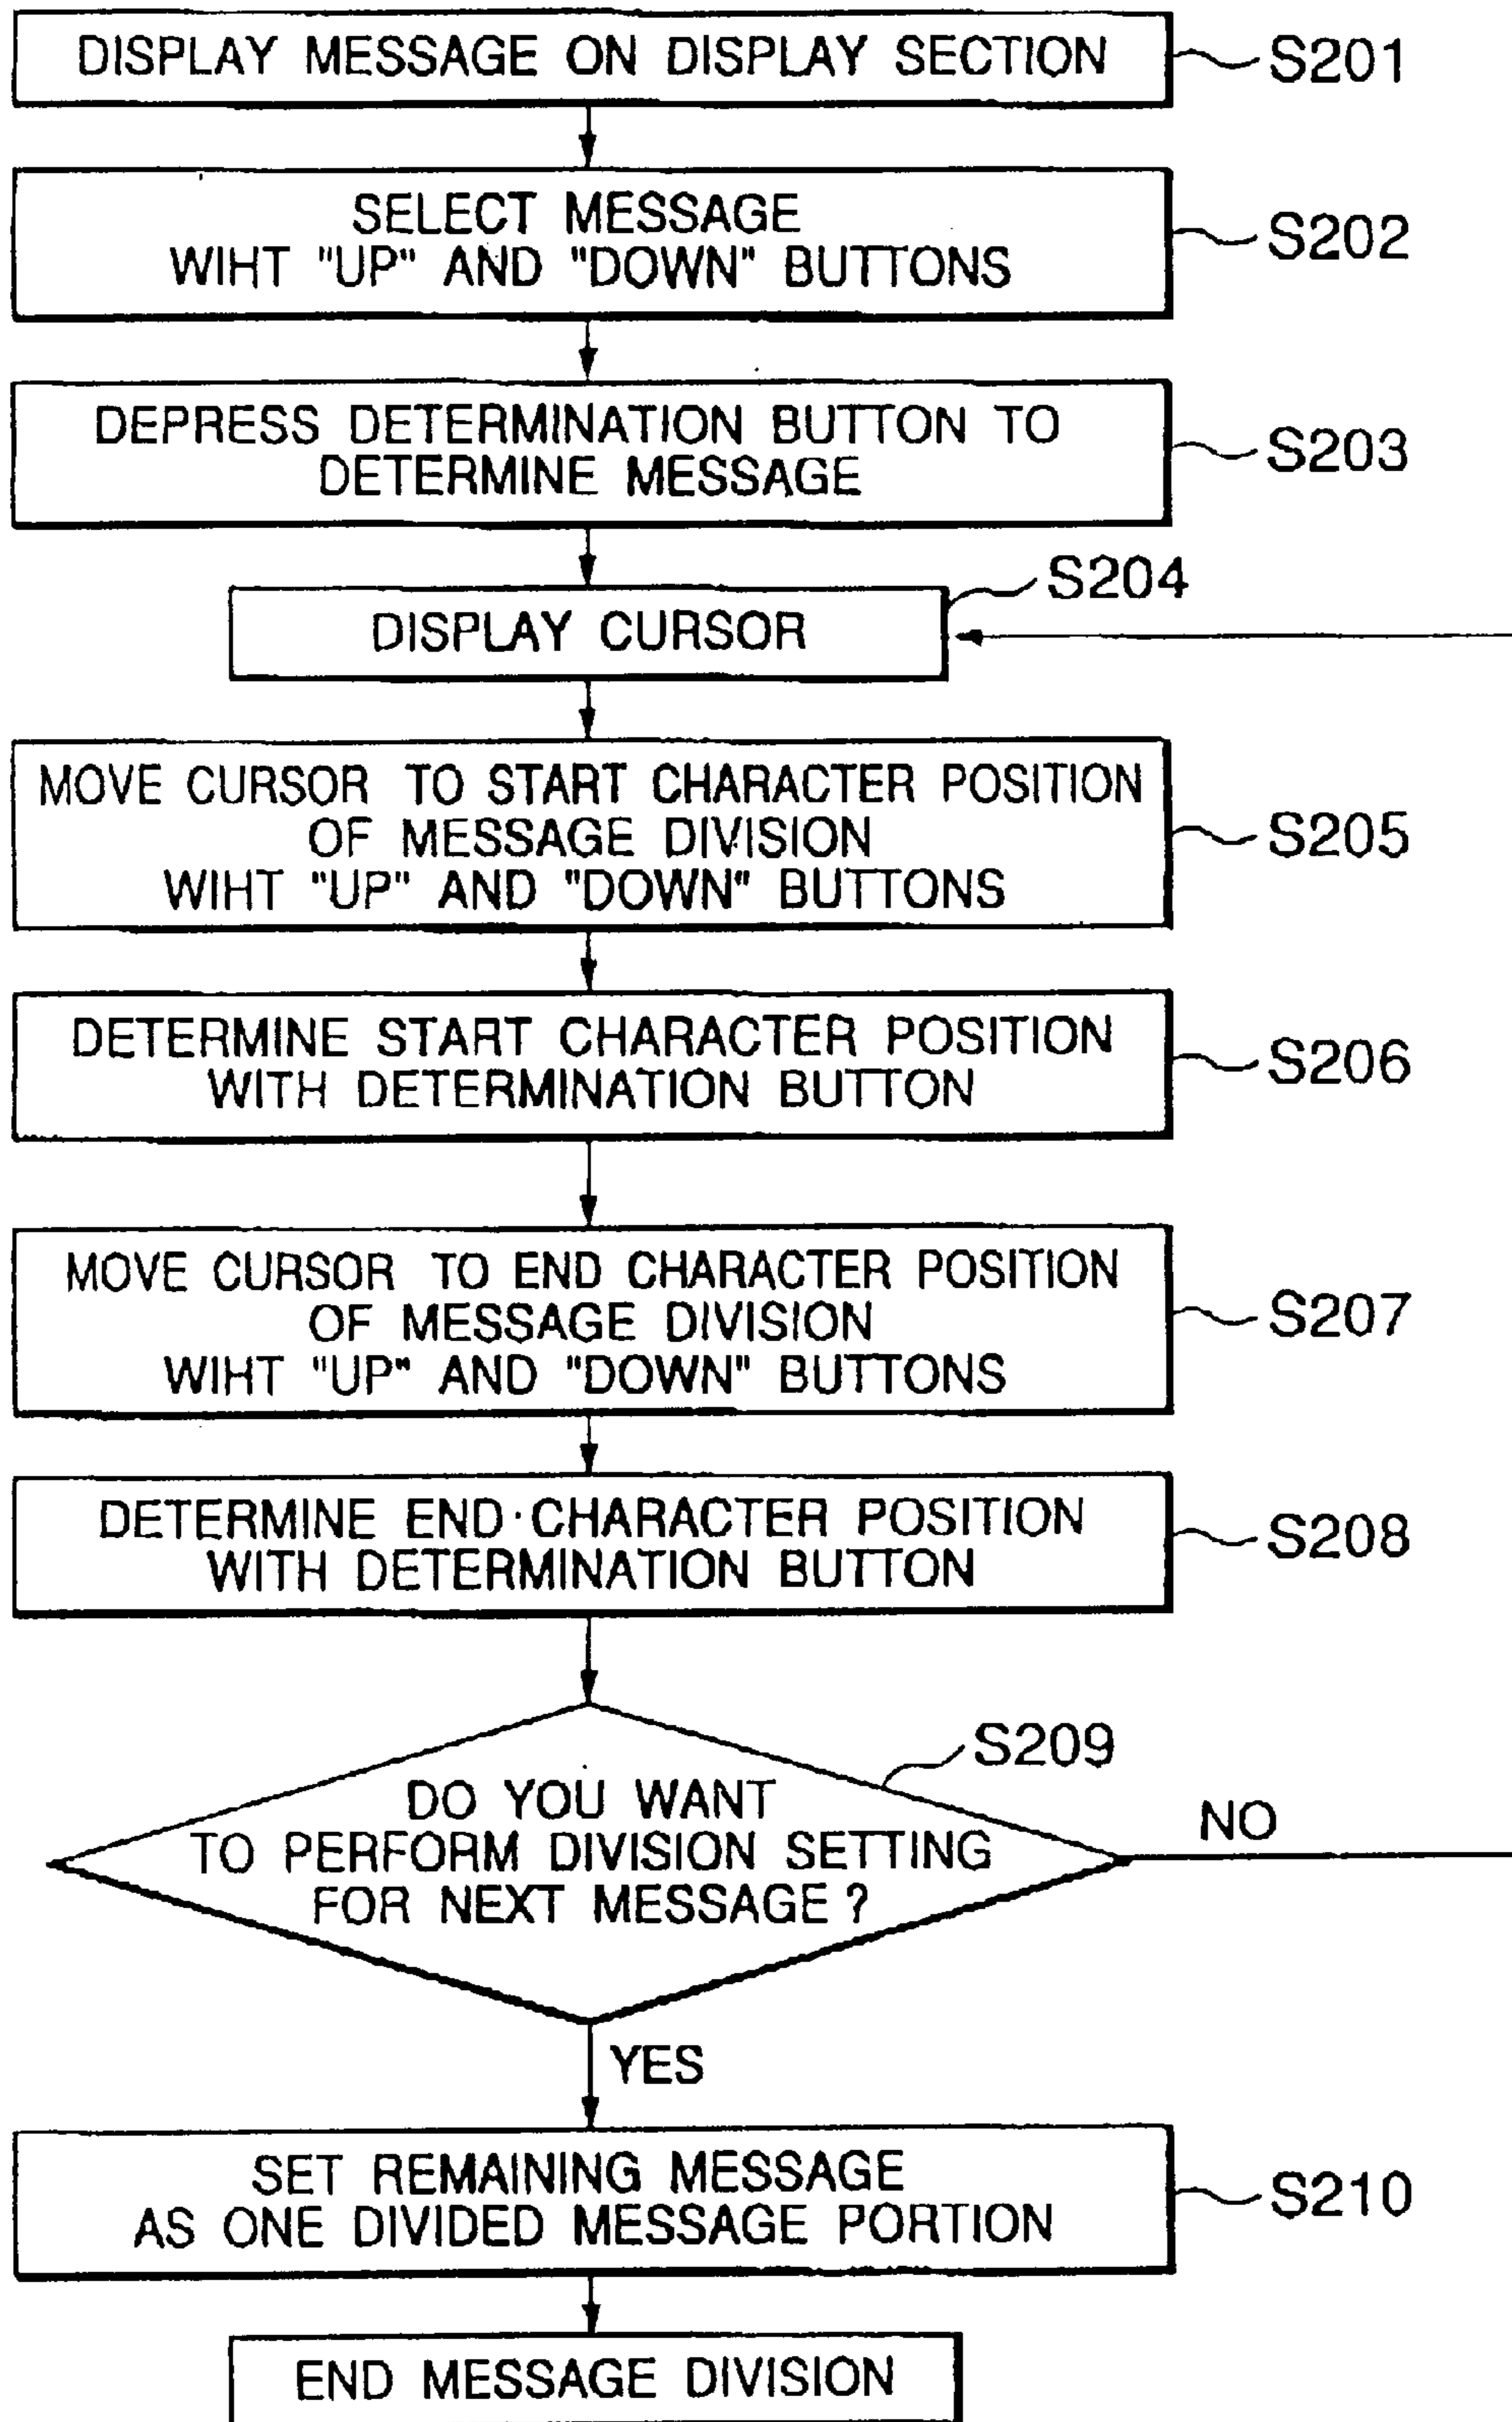 DISPLAY MESSAGE ON DISPLAY SECTION
S201
SELECT MESSAGE
WIHT "UP" AND "DOWN" BUTTONS
S202
DEPRESS DETERMINATION BUTTON TO
DETERMINE MESSAGE
S203
S204
DISPLAY CURSOR
MOVE CURSOR TO START CHARACTER POSITION
OF MESSAGE DIVISION
WIHT "UP" AND "DOWN" BUTTONS
S205
DETERMINE START CHARACTER POSITION
WITH DETERMINATION BUTTON
S206
MOVE CURSOR TO END CHARACTER POSITION
OF MESSAGE DIVISION
WIHT "UP" AND "DOWN" BUTTONS
S207
DETERMINE END CHARACTER POSITION
WITH DETERMINATION BUTTON
S208
S209
DO YOU WANT
TO PERFORM DIVISION SETTING
FOR NEXT MESSAGE ?
NO
YES
SET REMAINING MESSAGE
AS ONE DIVIDED MESSAGE PORTION
S210
END MESSAGE DIVISION